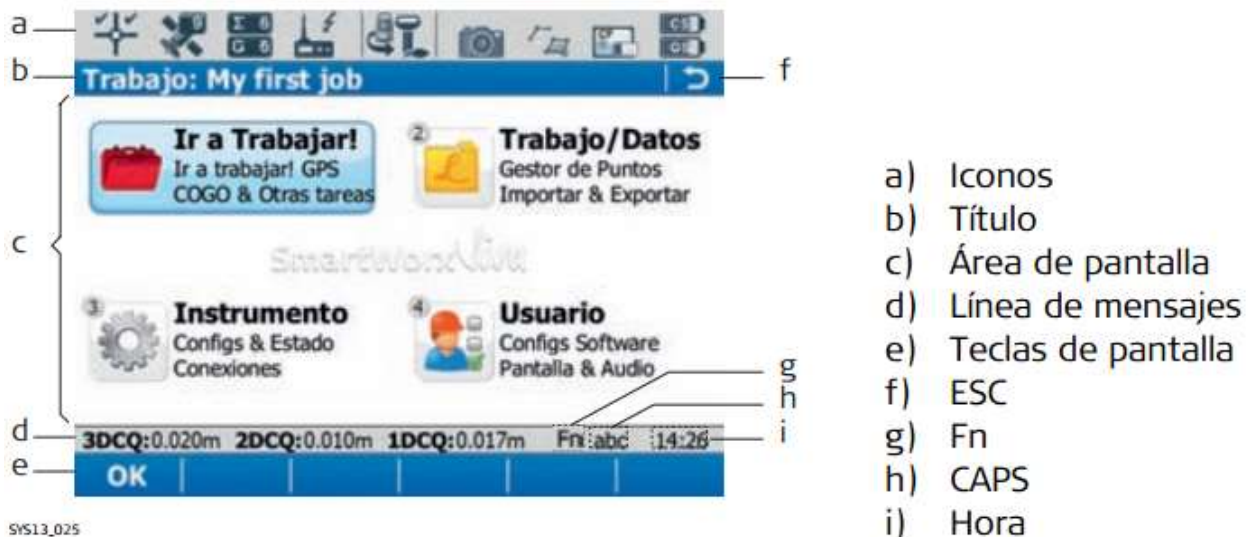 a
b
Trabajo: My first job
f
Ir a Trabajar!
Ir a trabajar! GPS
COGO & Otras tareas
2
Trabajo/Datos
Gestor de Puntos
Importar & Exportar
c
SmartWorx Viva
3
Instrumento
Configs & Estado
Conexiones
4
Usuario
Configs Software
Pantalla & Audio
g
h
d
3DCQ:0.020m 2DCQ:0.010m 1DCQ:0.017m Fn abc 14:26
i
e
OK
SYS13_025
a) Iconos
b) Título
c) Área de pantalla
d) Línea de mensajes
e) Teclas de pantalla
f) ESC
g) Fn
h) CAPS
i) Hora